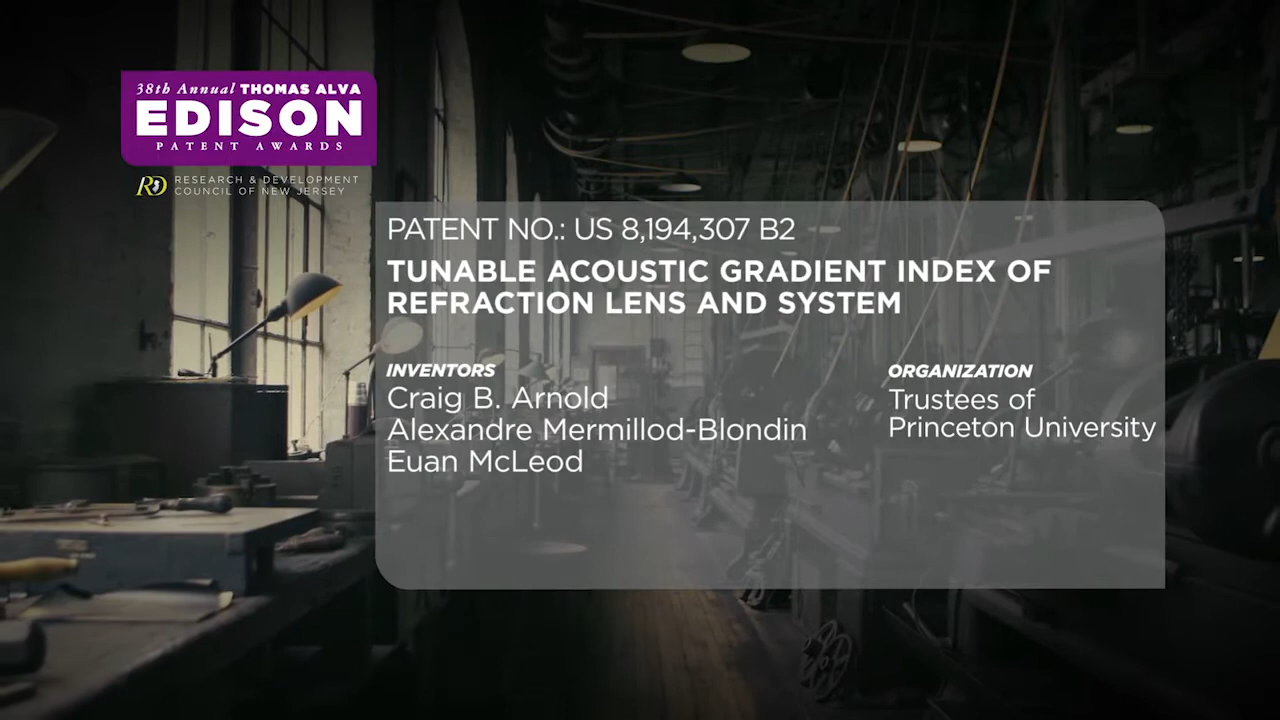 38th Annual THOMAS ALVA
EDISON
PATENT AWARDS
RD RESEARCH & DEVELOPMENT
COUNCIL OF NEW JERSEY
PATENT NO.: US 8,194,307 B2
TUNABLE ACOUSTIC GRADIENT INDEX OF
REFRACTION LENS AND SYSTEM
INVENTORS
Craig B. Arnold
Alexandre Mermillod-Blondin
Euan McLeod
ORGANIZATION
Trustees of
Princeton University